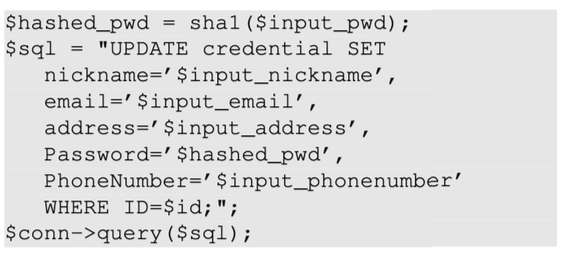 $hashed_pwd = sha1($input_pwd);
$sql = "UPDATE credential SET
nickname=’$input_nickname’,
email=’$input_email’,
address=’$input_address’,
Password=’$hashed_pwd’,
PhoneNumber=’$input_phonenumber’
WHERE ID=$id;";
$conn->query($sql);